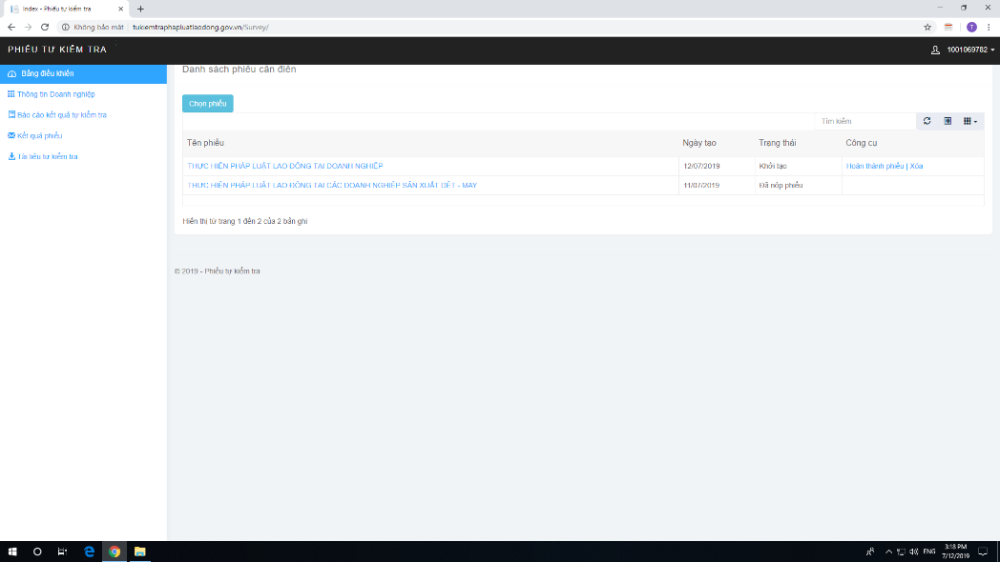 Index - Phiếu tự kiểm tra
Không bảo mật | tukiemtraphapluatlaodong.gov.vn/Survey/
T
PHIẾU TỰ KIỂM TRA
1001069782
Bảng điều khiển
Danh sách phiếu cần điền
Thông tin Doanh nghiệp
Chọn phiếu
Báo cáo kết quả tự kiểm tra
Tìm kiếm
Kết quả phiếu
Tên phiếu Ngày tạo Trạng thái Công cụ
Tài liệu tự kiểm tra
THỰC HIỆN PHÁP LUẬT LAO ĐỘNG TẠI DOANH NGHIỆP 12/07/2019 Khởi tạo Hoàn thành phiếu | Xóa
THỰC HIỆN PHÁP LUẬT LAO ĐỘNG TẠI CÁC DOANH NGHIỆP SẢN XUẤT DỆT - MAY 11/07/2019 Đã nộp phiếu
Hiển thị từ trang 1 đến 2 của 2 bản ghi
© 2019 - Phiếu tự kiểm tra
ENG
3:18 PM
7/12/2019